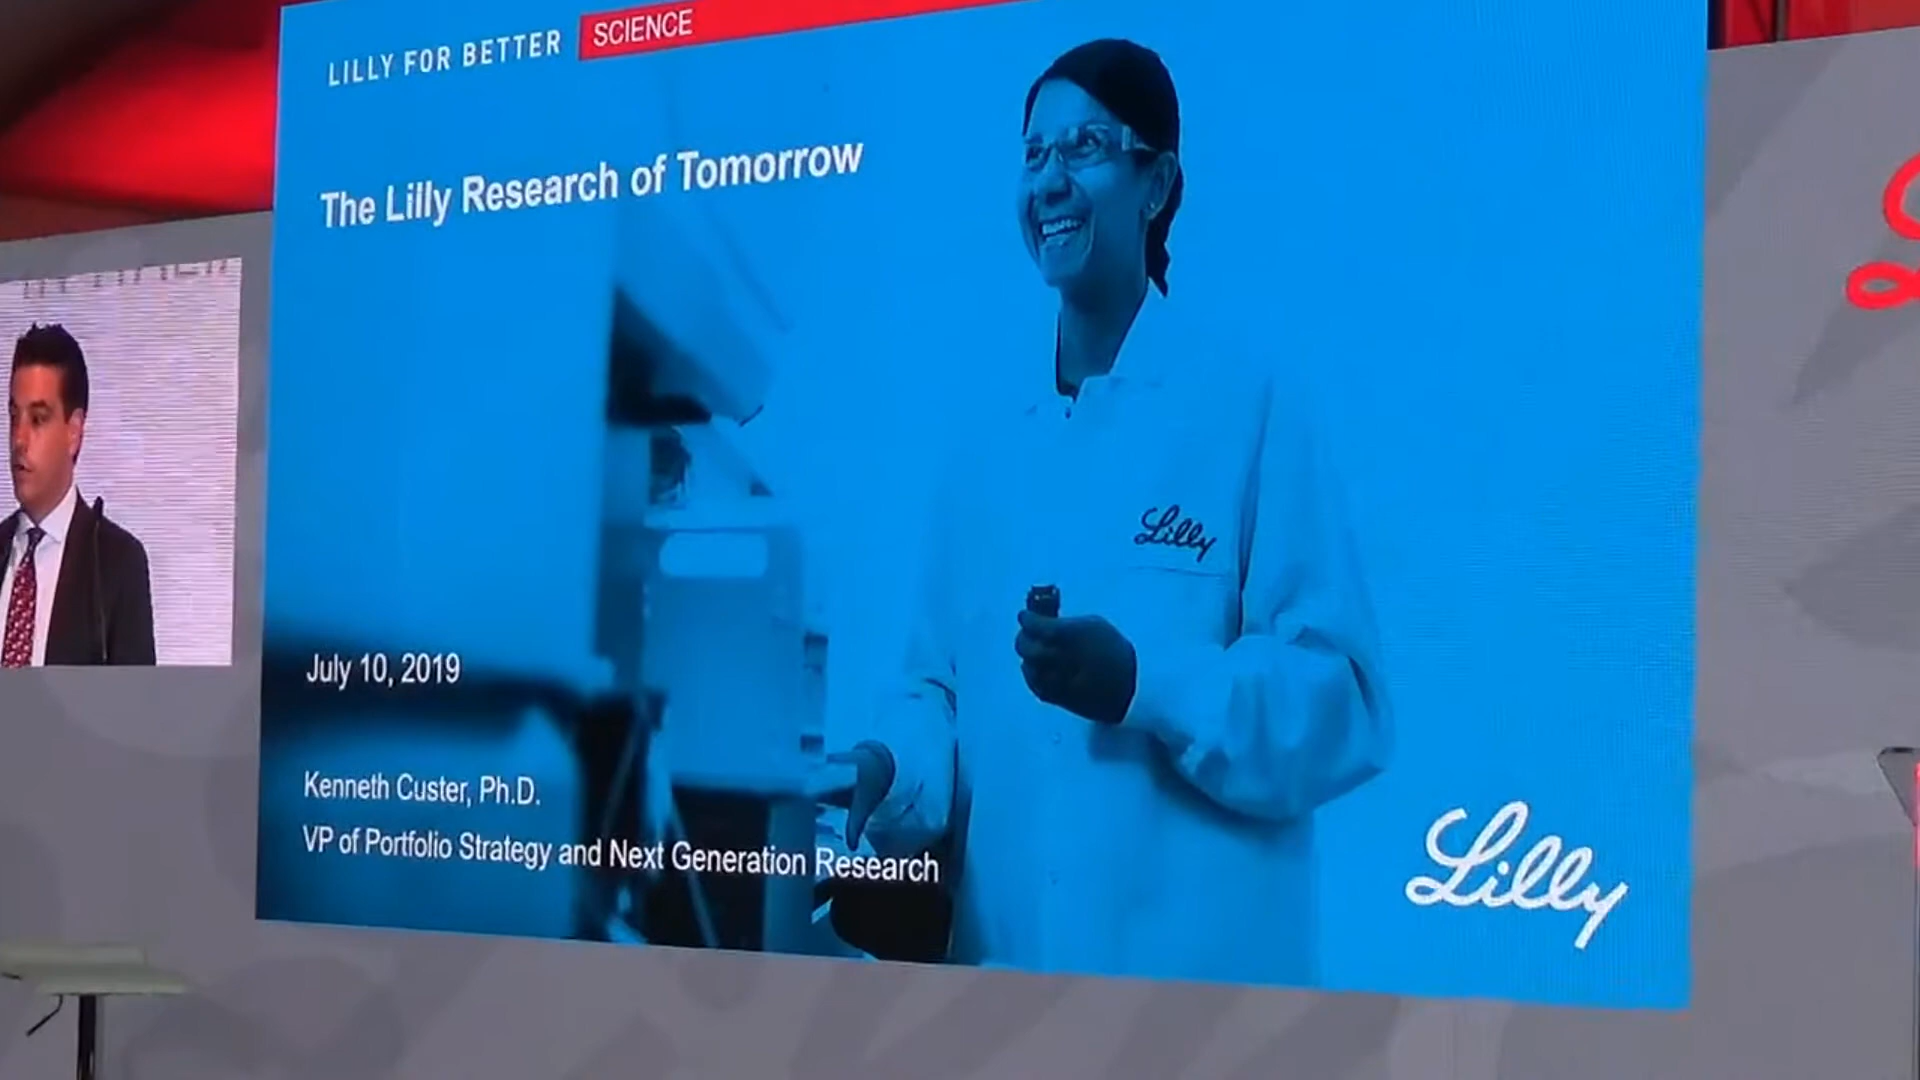 LILLY FOR BETTER SCIENCE
The Lilly Research of Tomorrow
Lilly
July 10, 2019
Kenneth Custer, Ph.D.
VP of Portfolio Strategy and Next Generation Research
Lilly